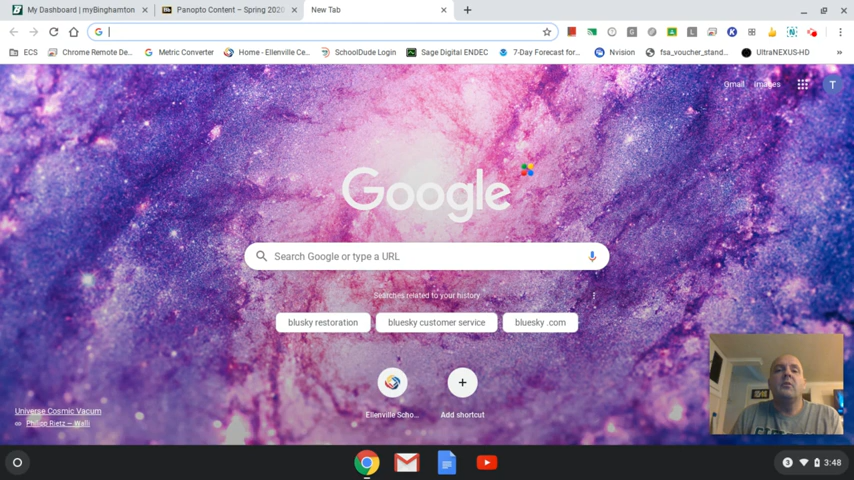 My Dashboard | myBinghamton
Panopto Content – Spring 2020
New Tab
ECS
Chrome Remote De...
Metric Converter
Home - Ellenville Ce...
SchoolDude Login
Sage Digital ENDEC
7-Day Forecast for...
Nvision
fsa_voucher_stand...
UltraNEXUS-HD
»
Gmail
Images
T
Google
Search Google or type a URL
Searches related to your history
blusky restoration
bluesky customer service
bluesky .com
Ellenville Scho...
Add shortcut
Universe Cosmic Vacum
Philipp Rietz – Walli
3
3:48